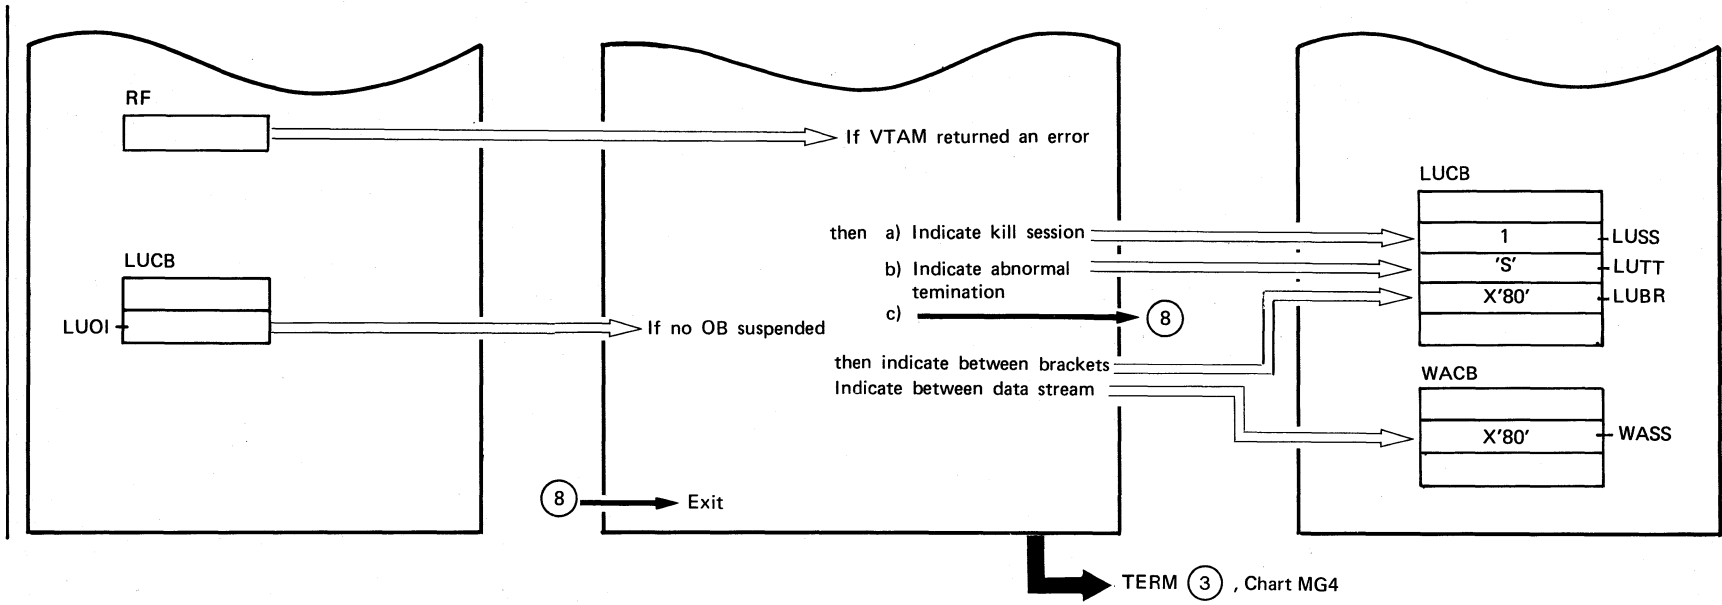 RF
If VTAM returned an error
LUCB
then a) Indicate kill session
1
LUSS
LUCB
b) Indicate abnormal
temination
'S'
LUTT
X'80'
LUBR
c)
8
LUOI
If no OB suspended
then indicate between brackets
Indicate between data stream
WACB
X'80'
WASS
8
Exit
TERM 3 , Chart MG4